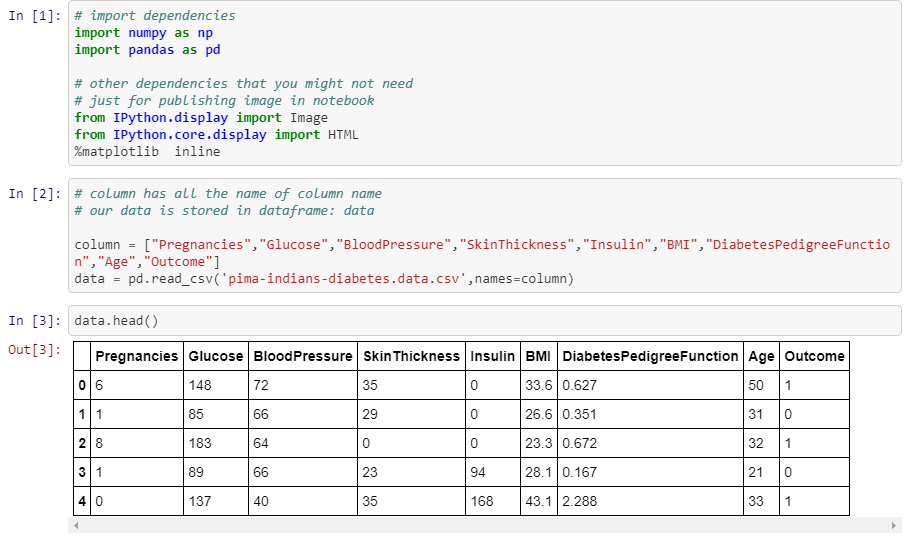 In [1]: # import dependencies
import numpy as np
import pandas as pd
# other dependencies that you might not need
# just for publishing image in notebook
from IPython.display import Image
from IPython.core.display import HTML
%matplotlib  inline
In [2]: # column has all the name of column name
# our data is stored in dataframe: data
column = ["Pregnancies","Glucose","BloodPressure","SkinThickness","Insulin","BMI","DiabetesPedigreeFunctio
n","Age","Outcome"]
data = pd.read_csv('pima-indians-diabetes.data.csv',names=column)
In [3]: data.head()
Out[3]:
Pregnancies Glucose BloodPressure SkinThickness Insulin BMI DiabetesPedigreeFunction Age Outcome
0 6 148 72 35 0 33.6 0.627 50 1
1 1 85 66 29 0 26.6 0.351 31 0
2 8 183 64 0 0 23.3 0.672 32 1
3 1 89 66 23 94 28.1 0.167 21 0
4 0 137 40 35 168 43.1 2.288 33 1